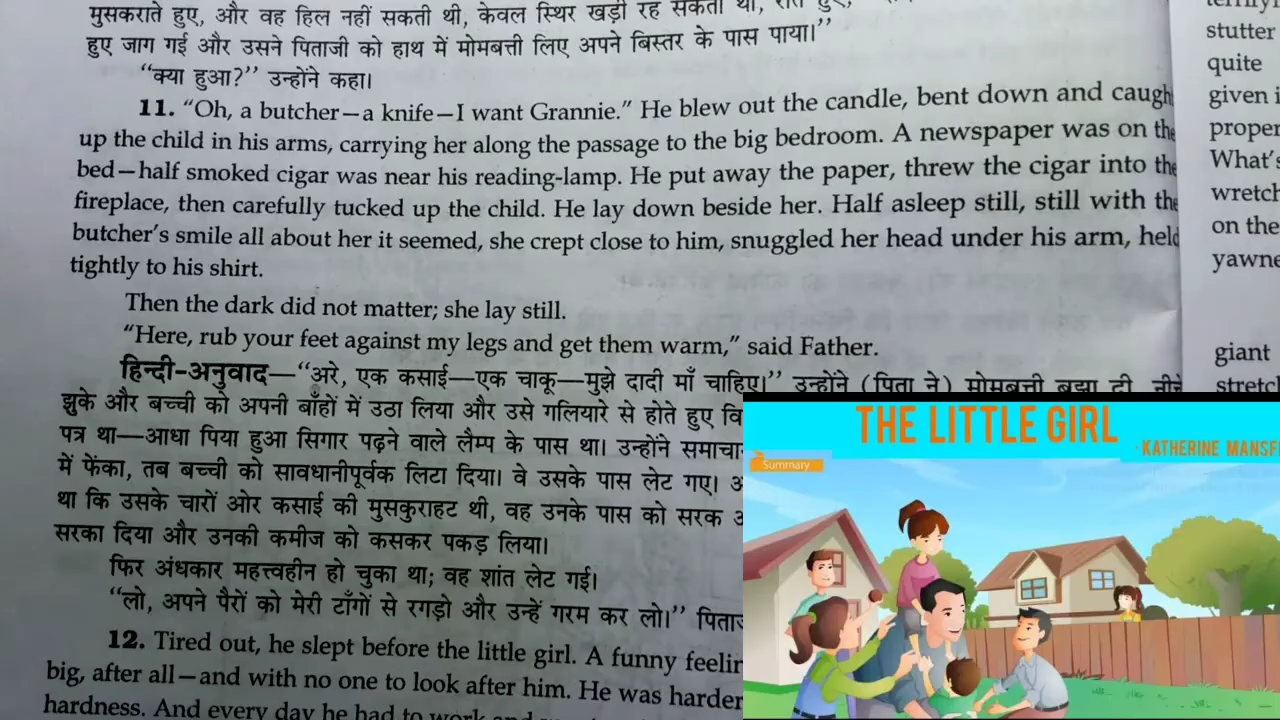 मुसकराते हुए, और वह हिल नहीं सकती थी, केवल स्थिर खड़ी रह सकती थी,
हुए जाग गई और उसने पिताजी को हाथ में मोमबत्ती लिए अपने बिस्तर के पास पाया।”
“क्या हुआ?” उन्होंने कहा।
11. “Oh, a butcher—a knife—I want Grannie.” He blew out the candle, bent down and caugh
up the child in his arms, carrying her along the passage to the big bedroom. A newspaper was on the
bed—half smoked cigar was near his reading-lamp. He put away the paper, threw the cigar into the
fireplace, then carefully tucked up the child. He lay down beside her. Half asleep still, still with the
butcher’s smile all about her it seemed, she crept close to him, snuggled her head under his arm, held
tightly to his shirt.
Then the dark did not matter; she lay still.
“Here, rub your feet against my legs and get them warm,” said Father.
हिन्दी-अनुवाद—“अरे, एक कसाई—एक चाकू—मुझे दादी माँ चाहिए।” उन्होंने (पिता ने) मोमबत्ती बुझा दी, नीचे
झुके और बच्ची को अपनी बाँहों में उठा लिया और उसे गलियारे से होते हुए
पत्र था—आधा पिया हुआ सिगार पढ़ने वाले लैम्प के पास था। उन्होंने समाचार
में फेंका, तब बच्ची को सावधानीपूर्वक लिटा दिया। वे उसके पास लेट गए।
था कि उसके चारों ओर कसाई की मुसकुराहट थी, वह उनके पास को सरक
सरका दिया और उनकी कमीज को कसकर पकड़ लिया।
फिर अंधकार महत्त्वहीन हो चुका था; वह शांत लेट गई।
“लो, अपने पैरों को मेरी टाँगों से रगड़ो और उन्हें गरम कर लो।”
12. Tired out, he slept before the little girl. A funny feelin
big, after all—and with no one to look after him. He was harder
hardness. And every day he had to work and
stutter
quite
given i
proper
What’s
wretch
on the
yawne
giant
stretc
THE LITTLE GIRL
- KATHERINE MANSF
Summary